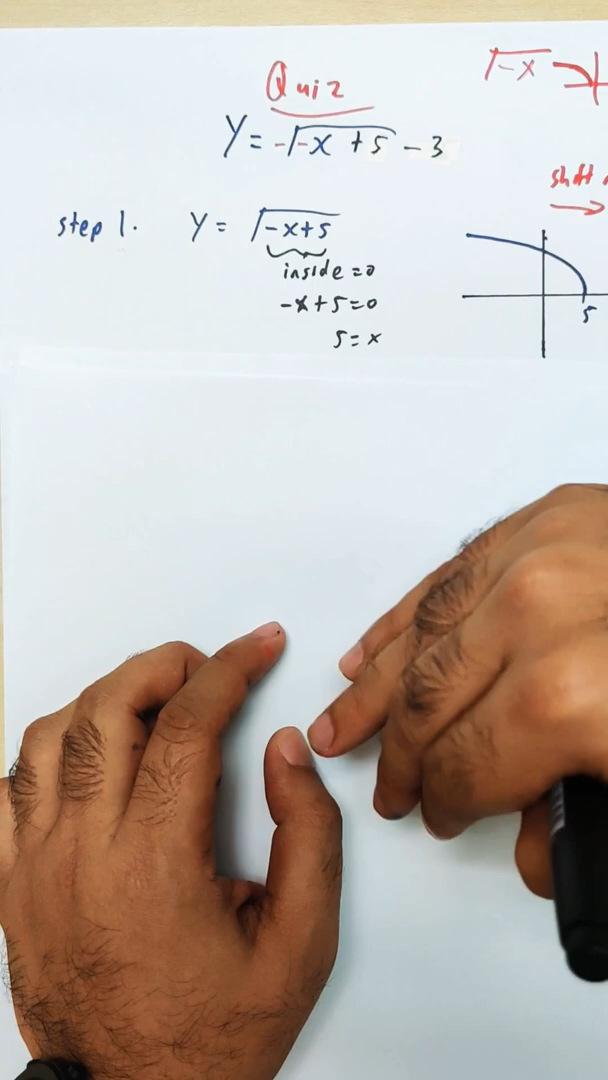 Quiz
Y = -√-x + 5 - 3
√-x
shift
step 1. Y = √-x+5
inside = 0
-x+5=0
5 = x
5